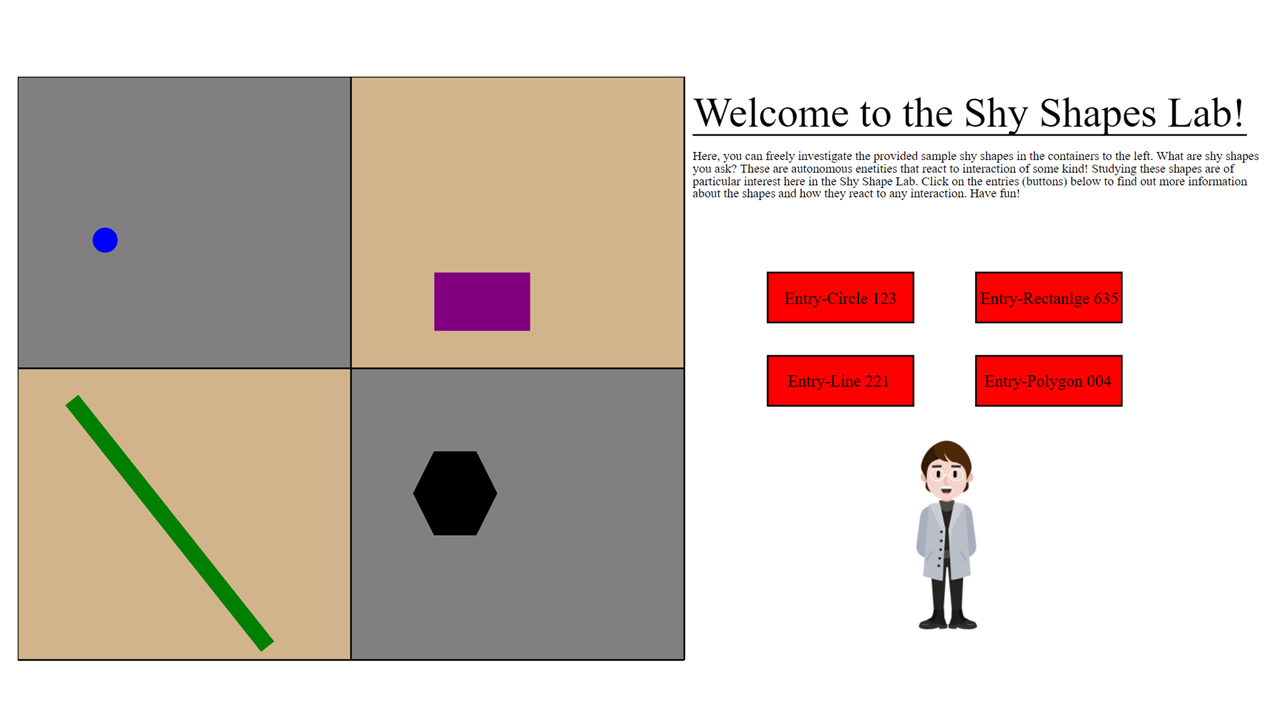 Welcome to the Shy Shapes Lab!
Here, you can freely investigate the provided sample shy shapes in the containers to the left. What are shy shapes
you ask? These are autonomous enetities that react to interaction of some kind! Studying these shapes are of
particular interest here in the Shy Shape Lab. Click on the entries (buttons) below to find out more information
about the shapes and how they react to any interaction. Have fun!
Entry-Circle 123
Entry-Rectanlge 635
Entry-Line 221
Entry-Polygon 004